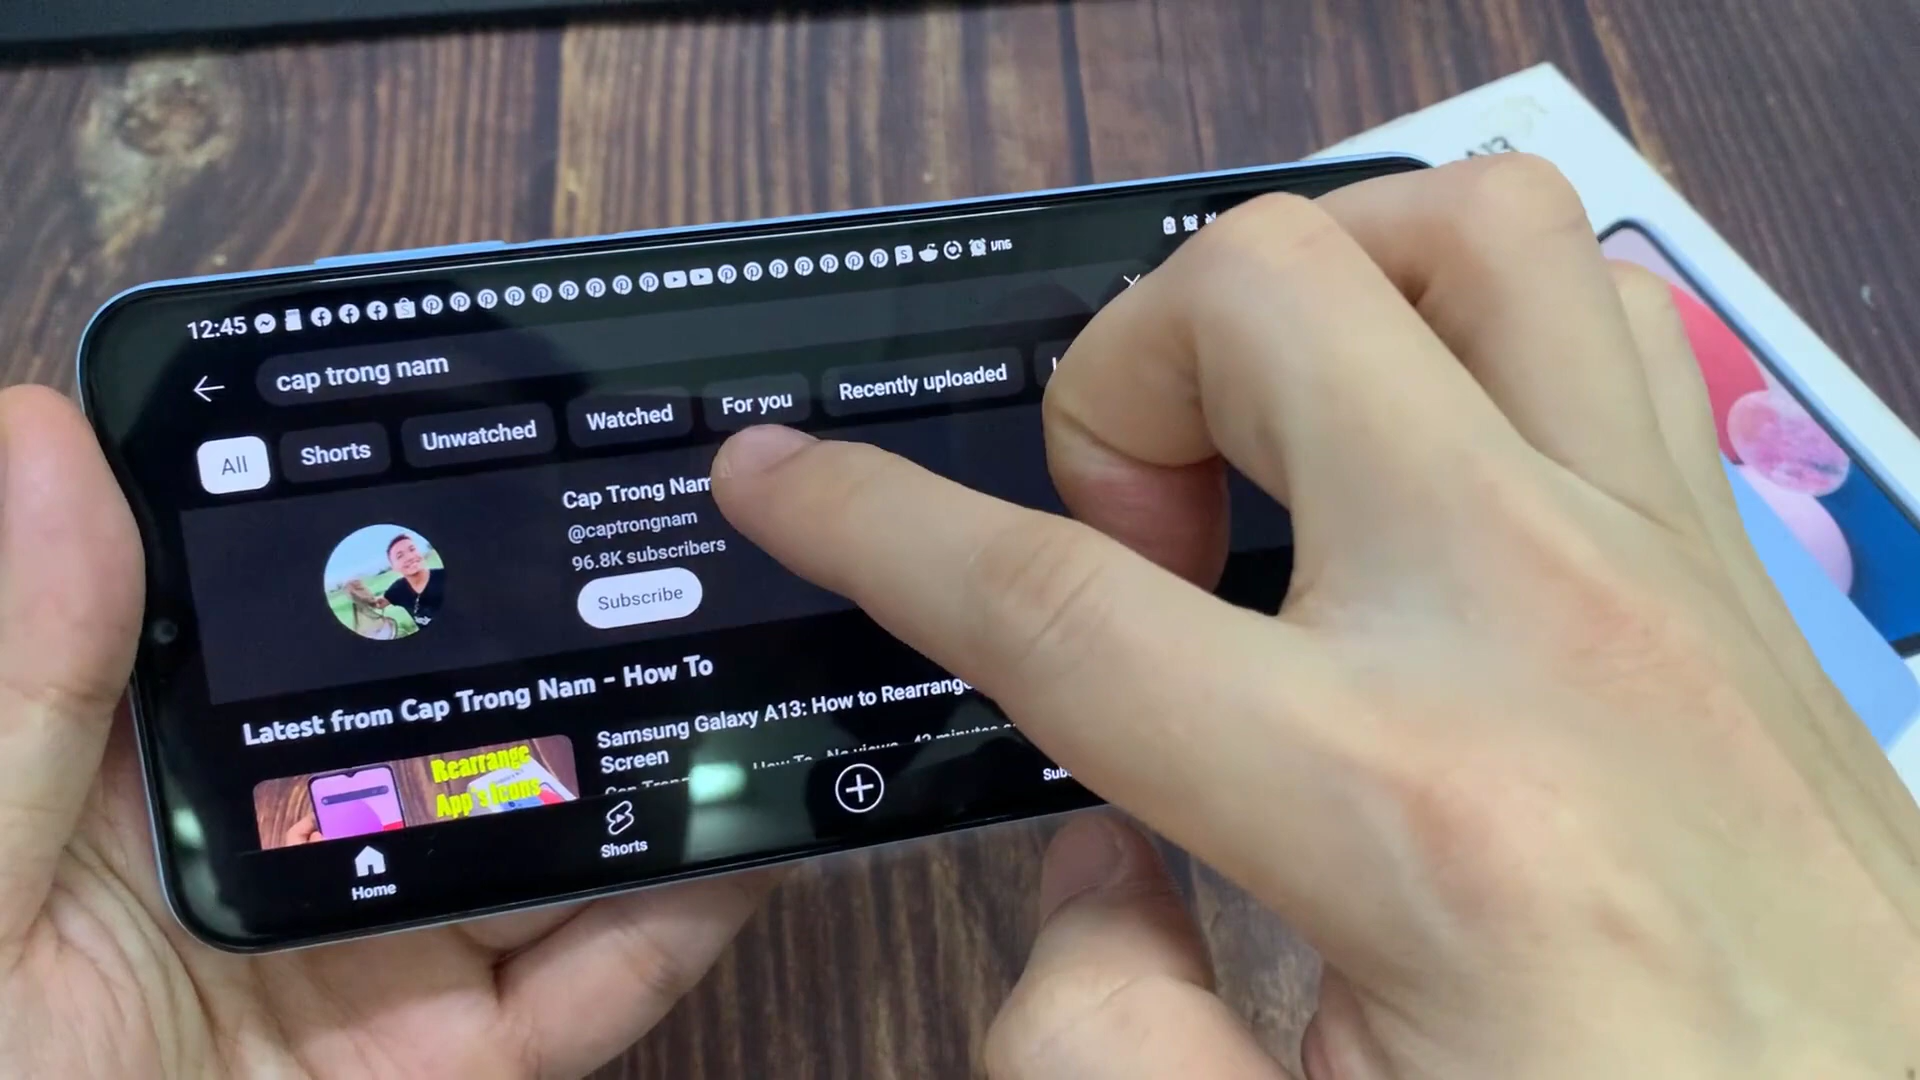 A13
12:45
VNG
cap trong nam
All
Shorts
Unwatched
Watched
For you
Recently uploaded
Cap Trong Nam
@captrongnam
96.8K subscribers
Subscribe
Latest from Cap Trong Nam - How To
Samsung Galaxy A13: How to Rearrange
Screen
Rearrange
App's Icons
Home
Shorts